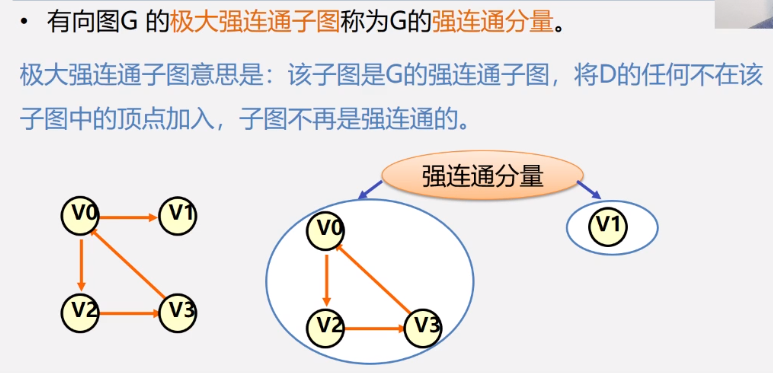 • 有向图G 的极大强连通子图称为G的强连通分量。
极大强连通子图意思是：该子图是G的强连通子图，将D的任何不在该
子图中的顶点加入，子图不再是强连通的。
强连通分量
V0 V1
V2 V3
V0
V2 V3
V1